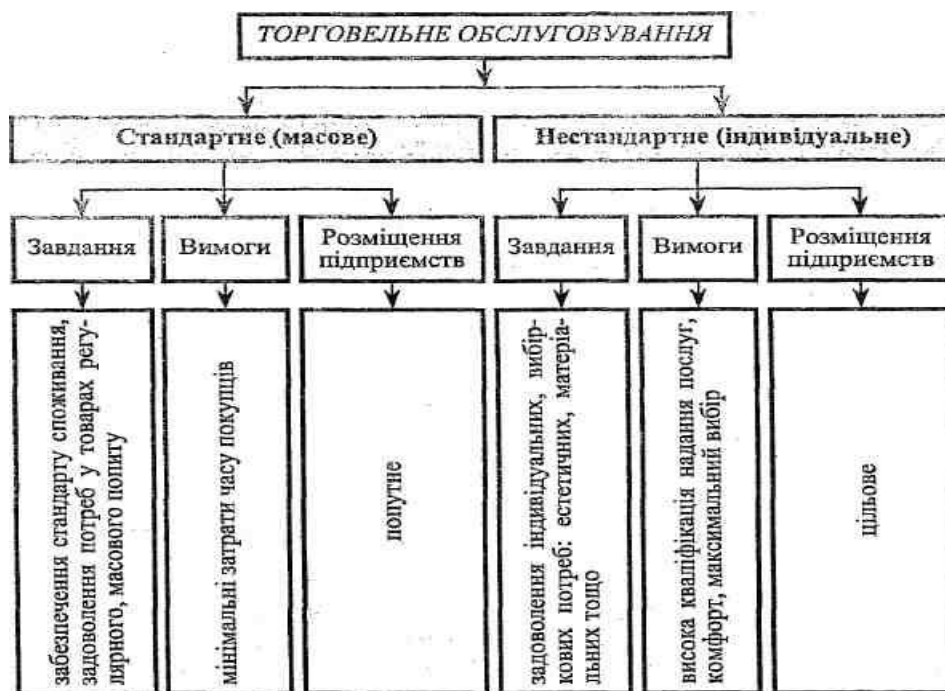 ТОРГОВЕЛЬНЕ ОБСЛУГОВУВАННЯ
Стандартне (масове)
Нестандартне (індивідуальне)
Завдання
Вимоги
Розміщення
підприємств
Завдання
Вимоги
Розміщення
підприємств
забезпечення стандарту споживання,
задоволення потреб у товарах регу-
лярного, масового попиту
мінімальні затрати часу покупців
попутне
задоволення індивідуальних, вибір-
кових потреб: естетичних, матеріа-
льних тощо
висока кваліфікація надання послуг,
комфорт, максимальний вибір
цільове